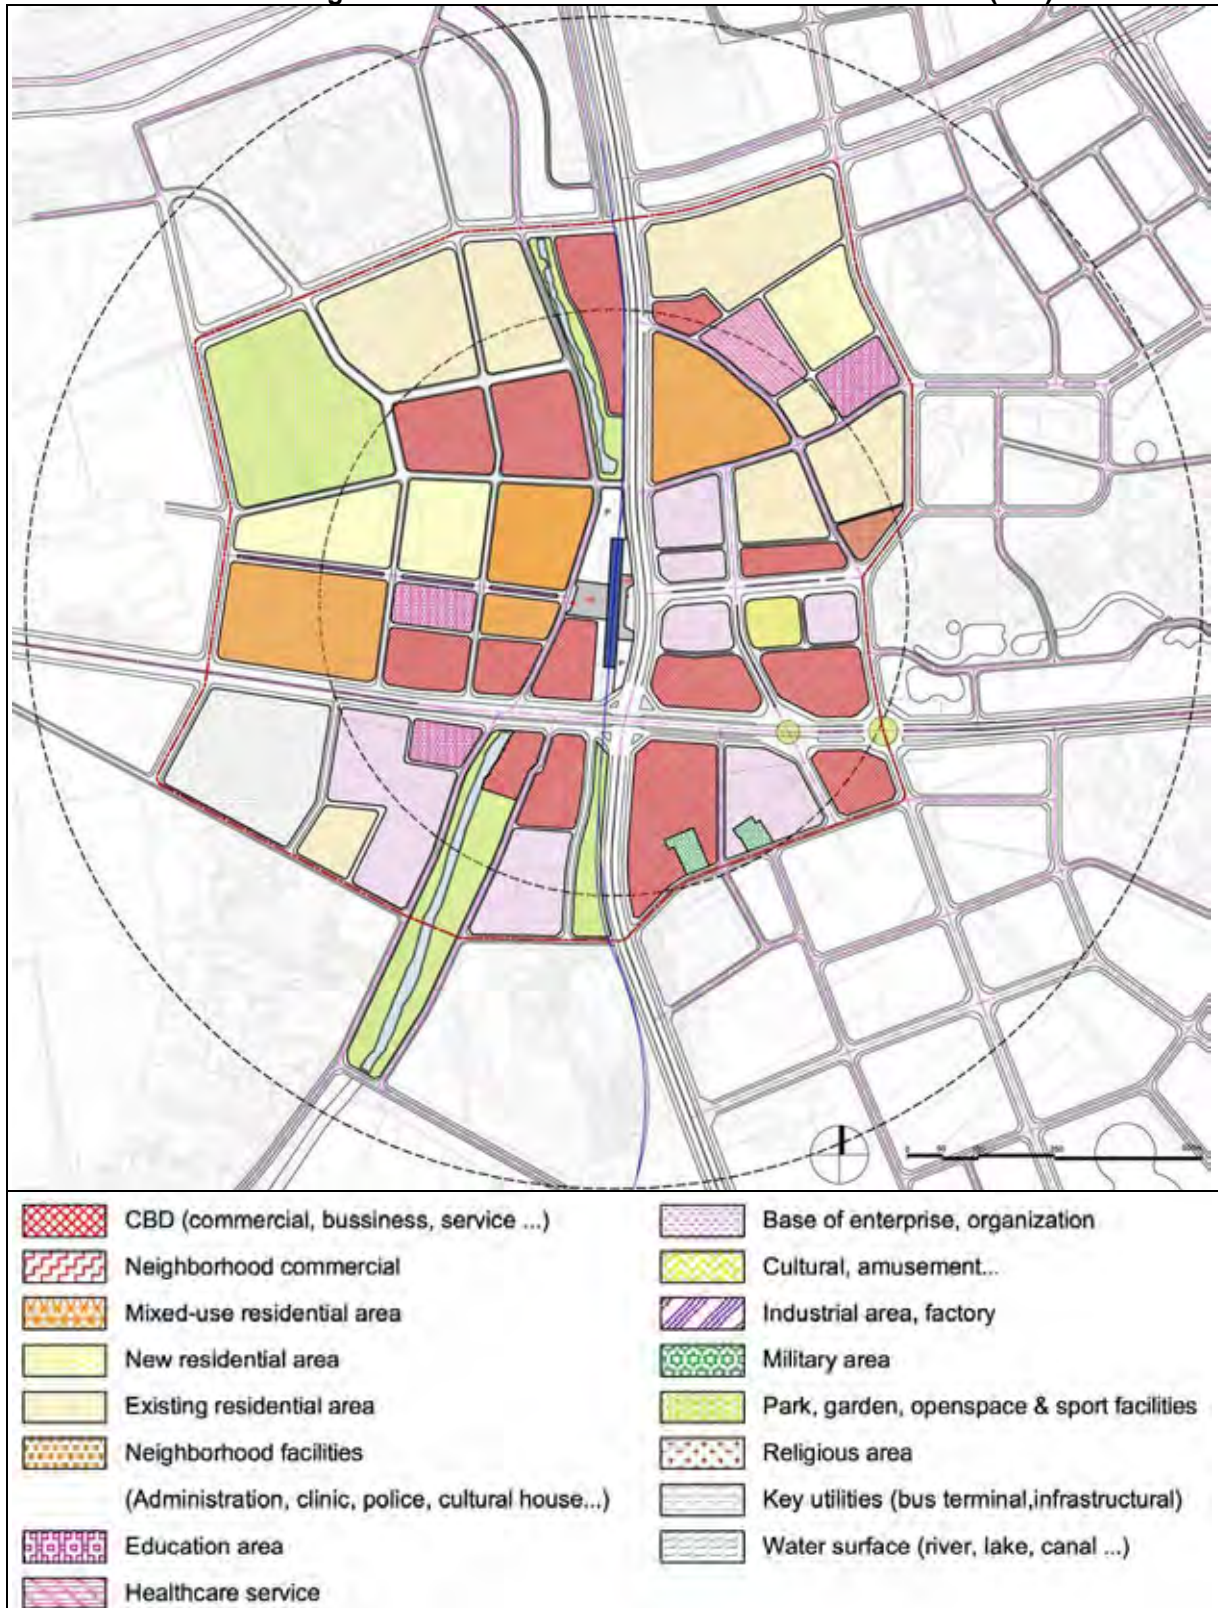 CBD (commercial, bussiness, service ...)
Neighborhood commercial
Mixed-use residential area
New residential area
Existing residential area
Neighborhood facilities
(Administration, clinic, police, cultural house...)
Education area
Healthcare service
Base of enterprise, organization
Cultural, amusement...
Industrial area, factory
Military area
Park, garden, openspace & sport facilities
Religious area
Key utilities (bus terminal,infrastructural)
Water surface (river, lake, canal ...)